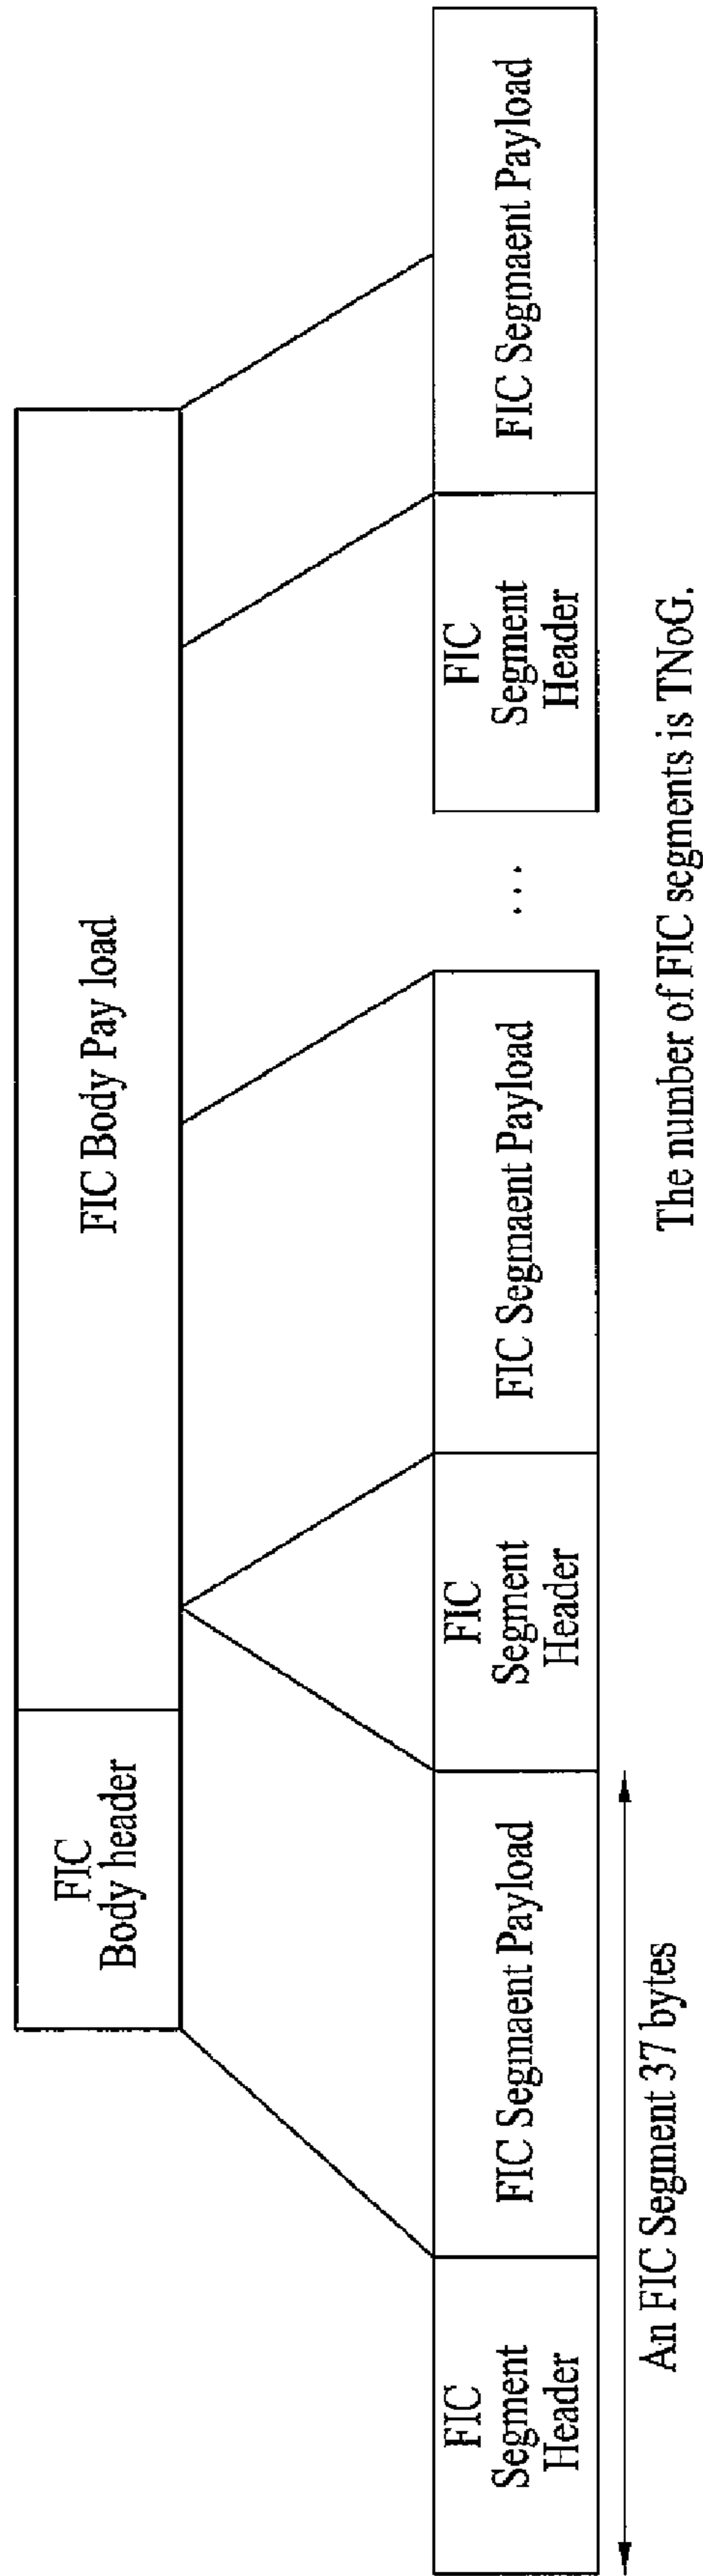 FIC
Body header
FIC Body Pay load
FIC
Segment
Header
FIC Segmaent Payload
FIC
Segment
Header
FIC Segmaent Payload
...
FIC
Segment
Header
FIC Segmaent Payload
An FIC Segment 37 bytes
The number of FIC segments is TNoG.